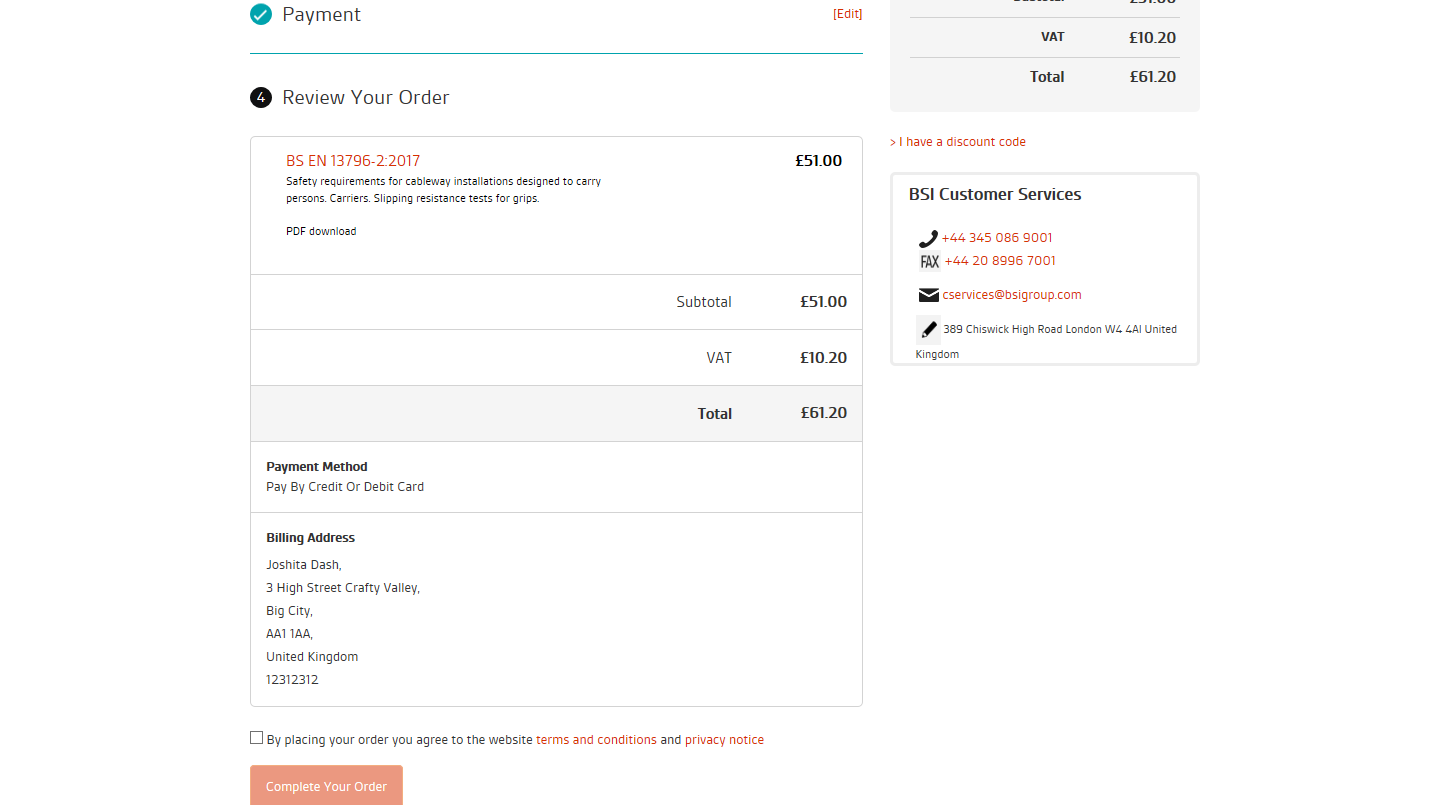 Payment
[Edit]
4 Review Your Order
BS EN 13796-2:2017
£51.00
Safety requirements for cableway installations designed to carry
persons. Carriers. Slipping resistance tests for grips.
PDF download
Subtotal £51.00
VAT £10.20
Total £61.20
Payment Method
Pay By Credit Or Debit Card
Billing Address
Joshita Dash,
3 High Street Crafty Valley,
Big City,
AA1 1AA,
United Kingdom
12312312
By placing your order you agree to the website terms and conditions and privacy notice
Complete Your Order
Subtotal £51.00
VAT £10.20
Total £61.20
> I have a discount code
BSI Customer Services
+44 345 086 9001
FAX +44 20 8996 7001
cservices@bsigroup.com
389 Chiswick High Road London W4 4Al United
Kingdom